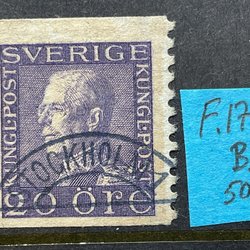 SVERIGE
KUNGL·POST
KUNGL·POST
STOCKHOLM
20 ÖRE
F.17
B
50